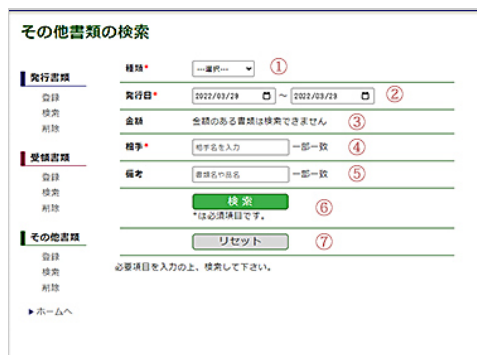 その他書類の検索
発行書類
登録
検索
削除
受領書類
登録
検索
削除
その他書類
登録
検索
削除
▶ホームへ
種類* ---選択--- ①
発行日* 2022/03/29 ~ 2022/03/29 ②
金額 金額のある書類は検索できません ③
相手* 相手名を入力 一部一致 ④
備考 書類名や品名 一部一致 ⑤
検索 ⑥
*は必須項目です。
リセット ⑦
必要項目を入力の上、検索して下さい。